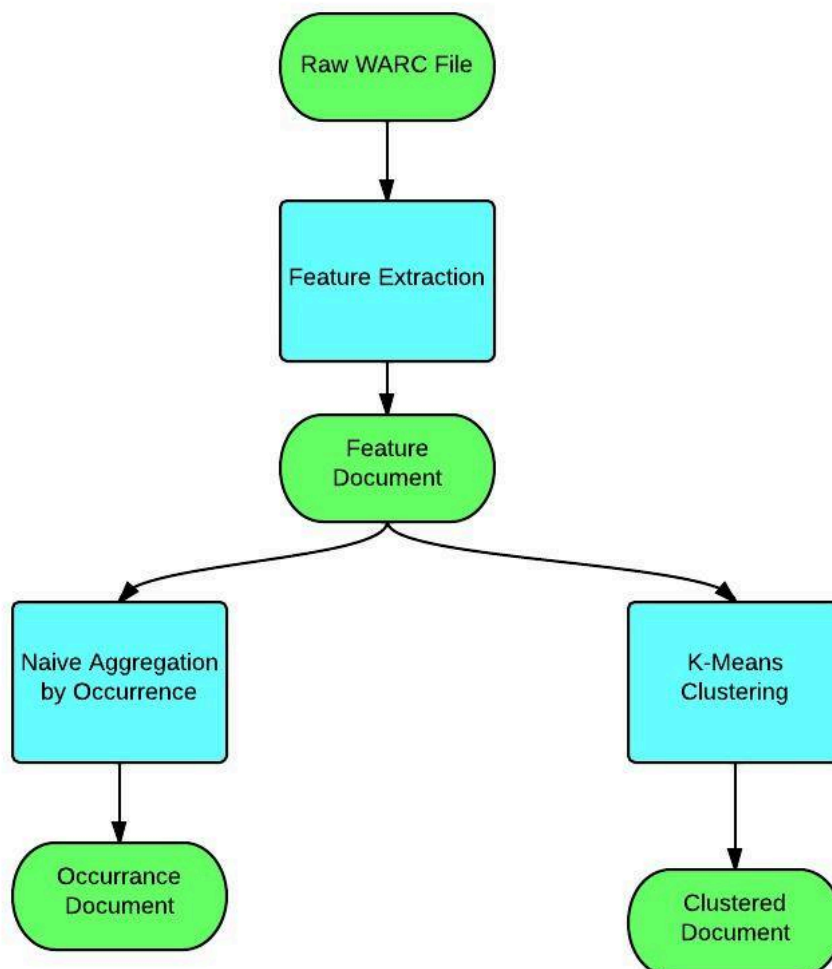 Raw WARC File
Feature Extraction
Feature
Document
Naive Aggregation
by Occurrence
K-Means
Clustering
Occurrance
Document
Clustered
Document